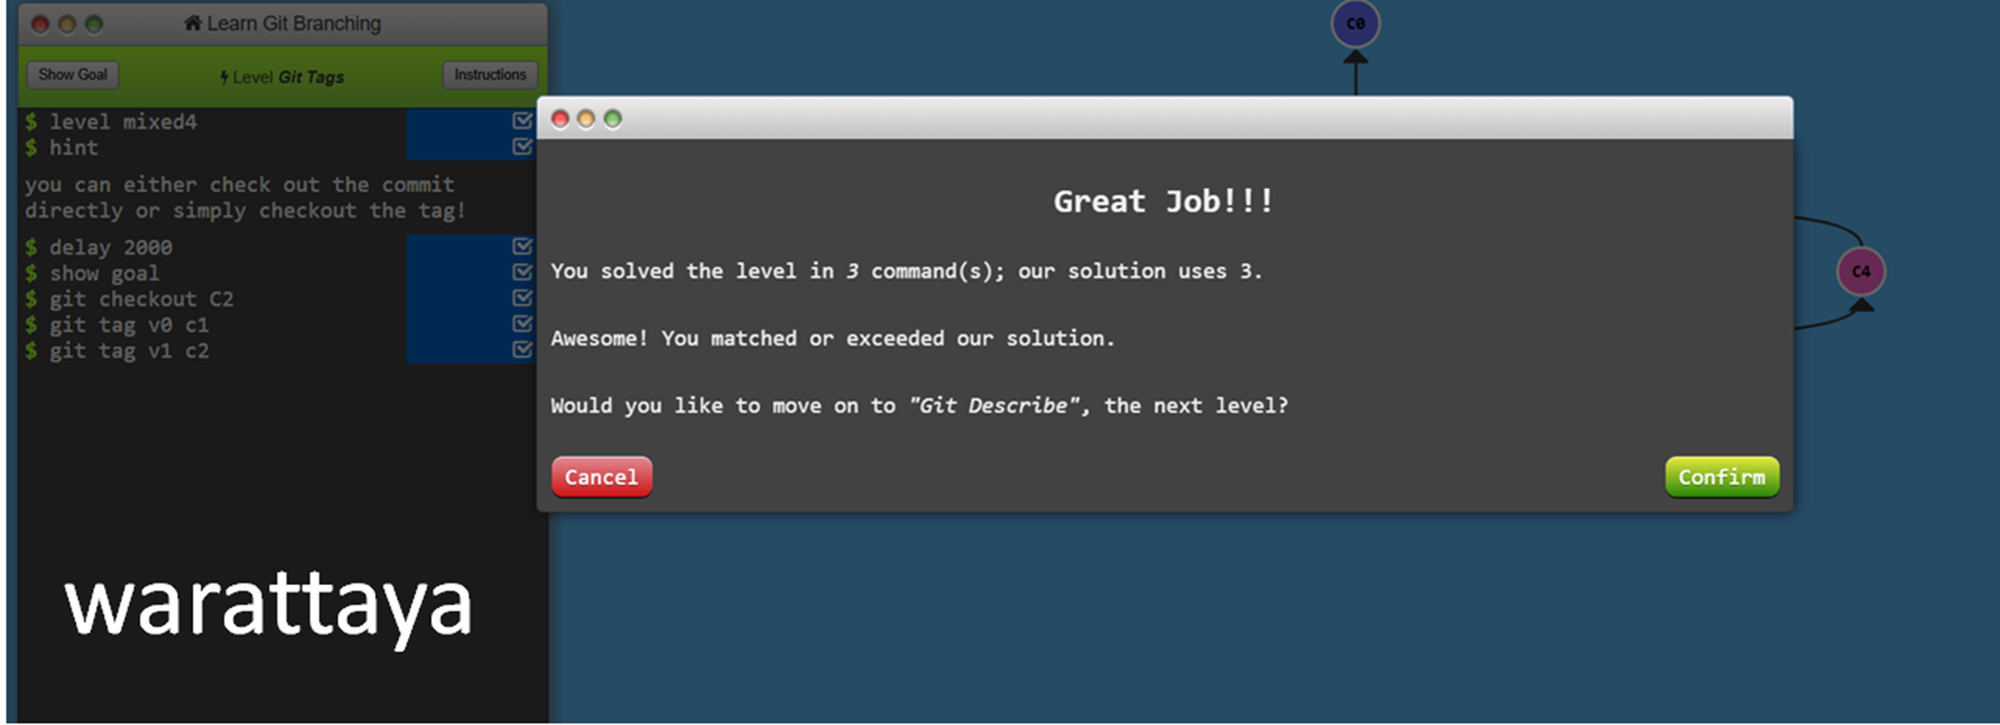 Learn Git Branching
Show Goal
Level Git Tags
Instructions
$ level mixed4
$ hint
you can either check out the commit
directly or simply checkout the tag!
$ delay 2000
$ show goal
$ git checkout C2
$ git tag v0 c1
$ git tag v1 c2
warattaya
C0
Great Job!!!
You solved the level in 3 command(s); our solution uses 3.
Awesome! You matched or exceeded our solution.
Would you like to move on to "Git Describe", the next level?
Cancel
Confirm
C4